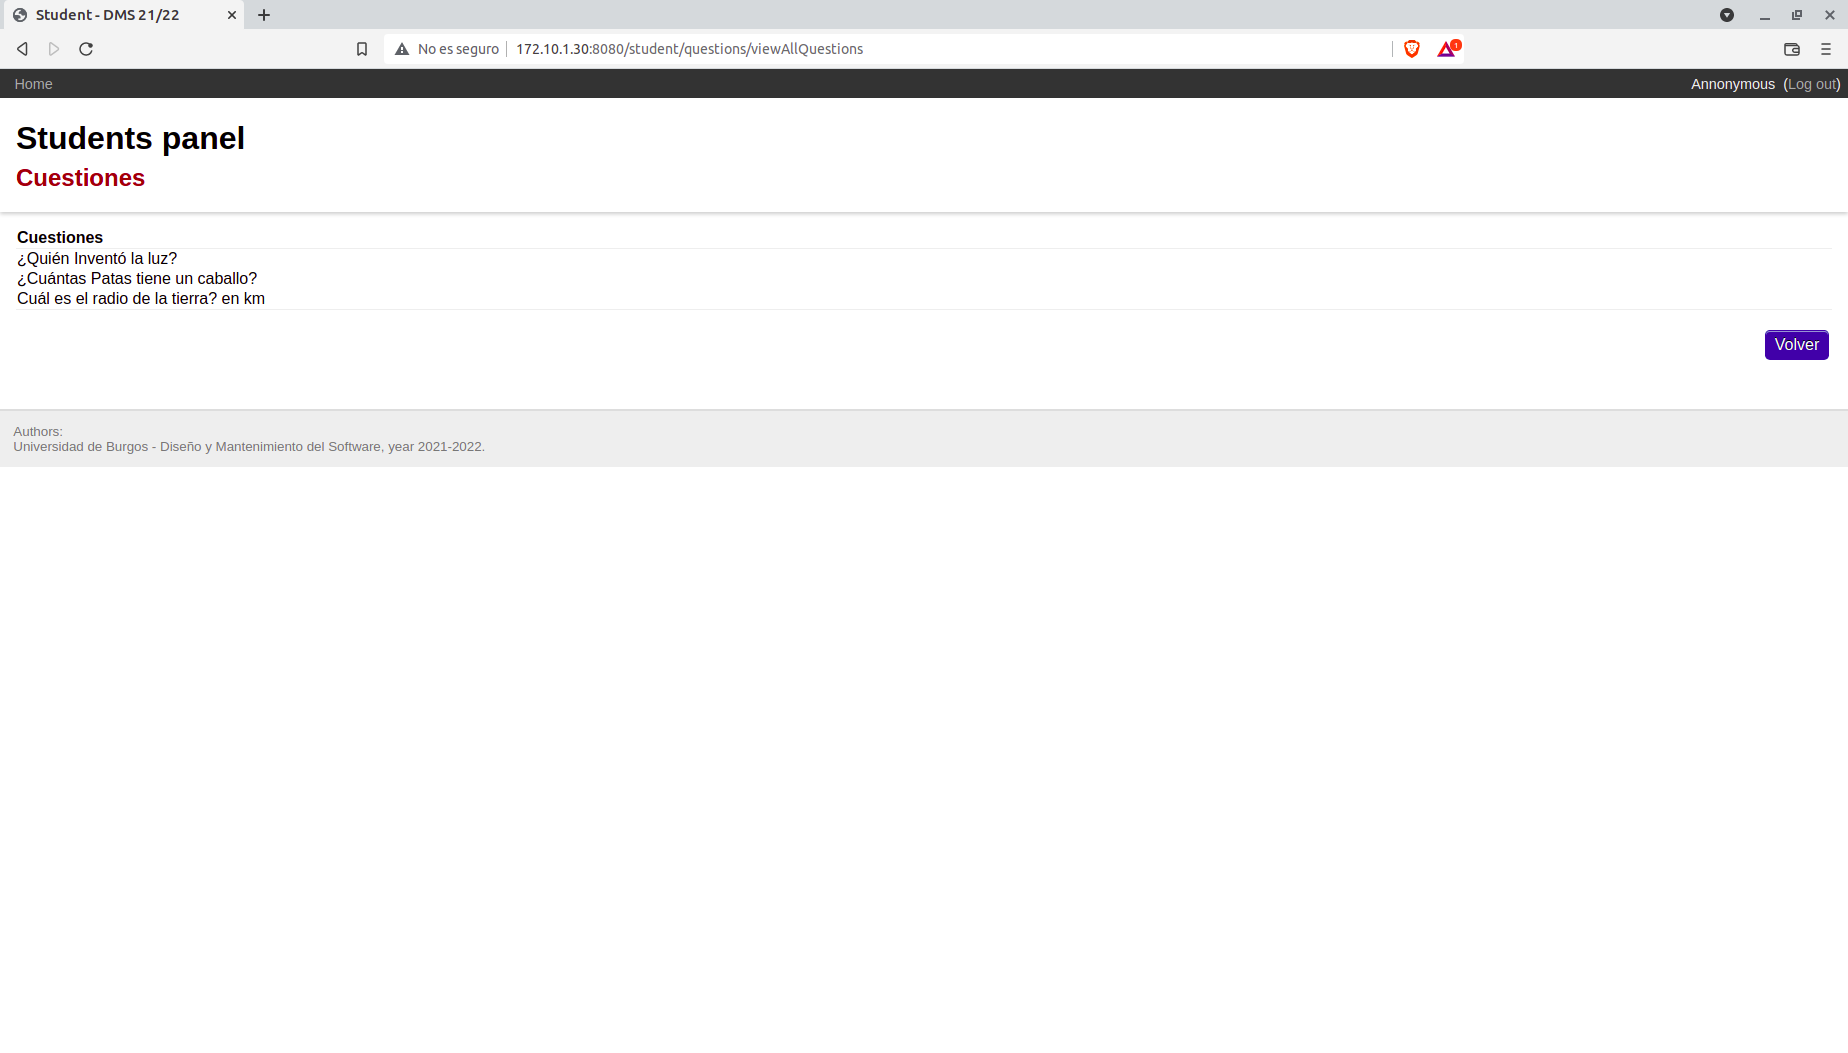 Student - DMS 21/22
No es seguro 172.10.1.30:8080/student/questions/viewAllQuestions 1
Home Annonymous (Log out)
Students panel
Cuestiones
Cuestiones
¿Quién Inventó la luz?
¿Cuántas Patas tiene un caballo?
Cuál es el radio de la tierra? en km
Volver
Authors:
Universidad de Burgos - Diseño y Mantenimiento del Software, year 2021-2022.